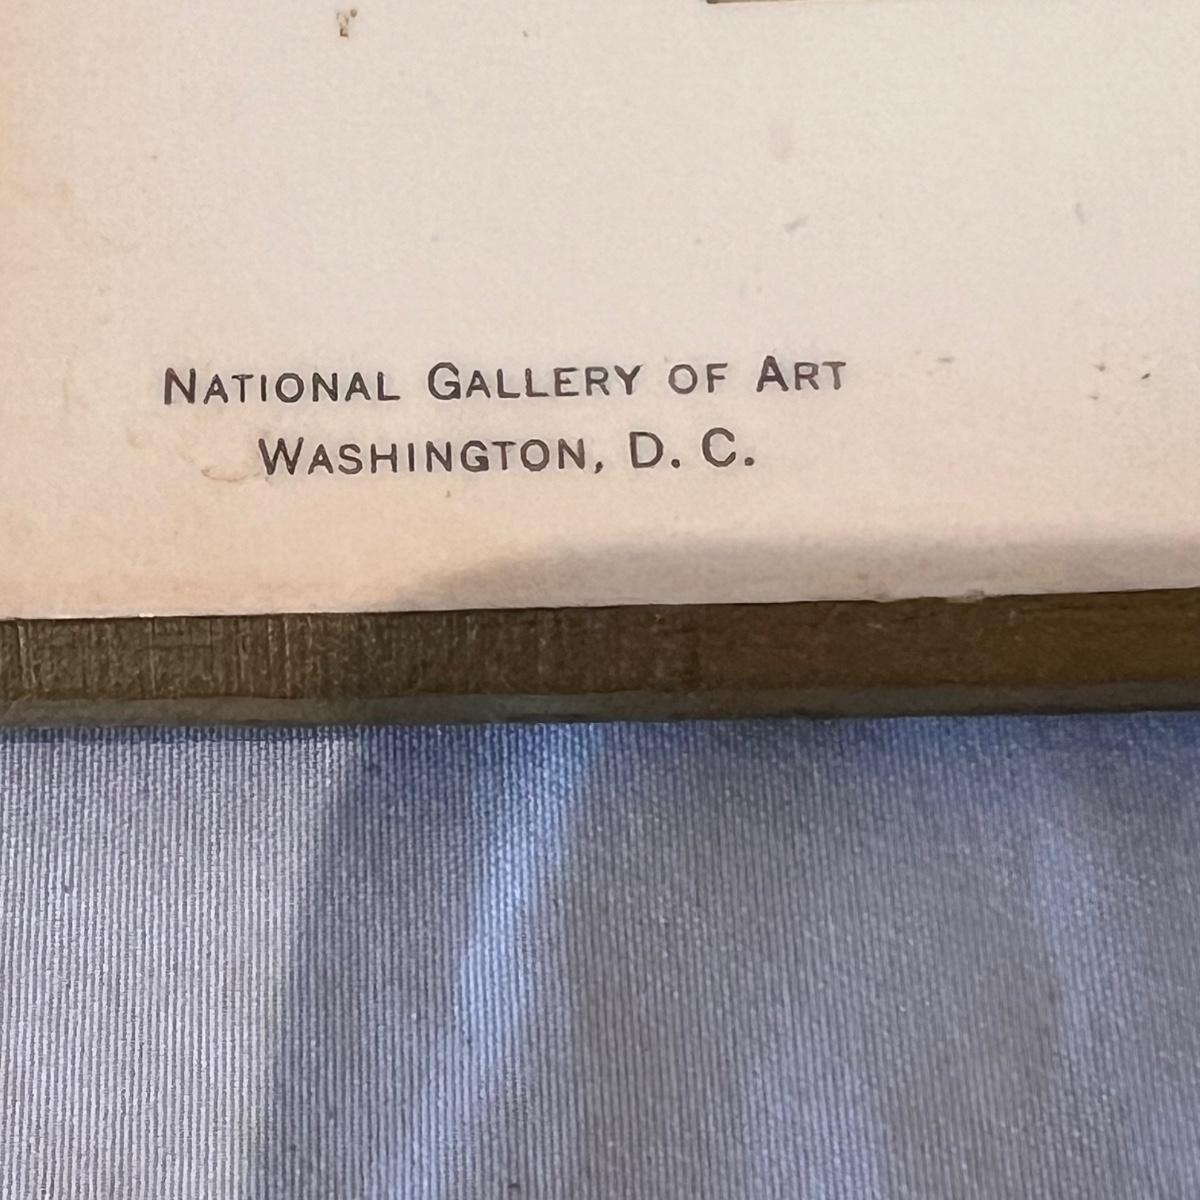 NATIONAL GALLERY OF ART
WASHINGTON, D. C.